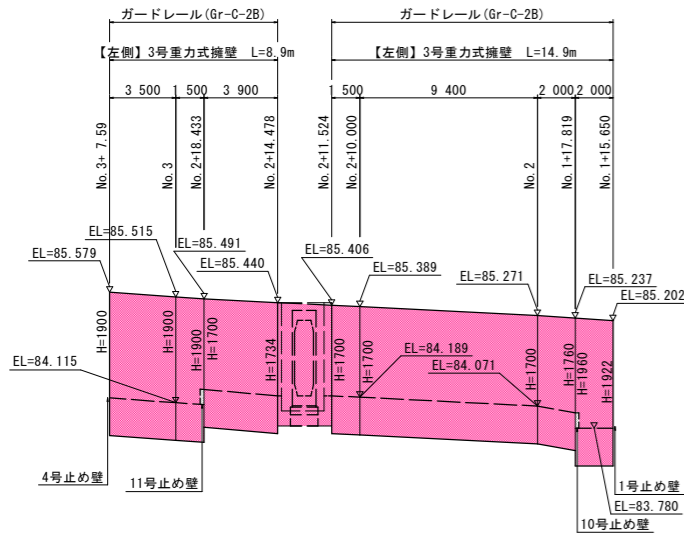 ガードレール(Gr-C-2B)
ガードレール(Gr-C-2B)
【左側】3号重力式擁壁 L=8.9m
【左側】3号重力式擁壁 L=14.9m
3 500
1 500
3 900
1 500
9 400
2 000
2 000
No.3+ 7.59
No.3
No.2+18.433
No.2+14.478
No.2+11.524
No.2+10.000
No.2
No.1+17.819
No.1+15.650
EL=85.579
EL=85.515
EL=85.491
EL=85.440
EL=85.406
EL=85.389
EL=85.271
EL=85.237
EL=85.202
H=1900
H=1900
H=1900
H=1700
H=1734
H=1700
H=1700
H=1700
H=1760
H=1960
H=1922
EL=84.115
EL=84.189
EL=84.071
4号止め壁
11号止め壁
1号止め壁
EL=83.780
10号止め壁